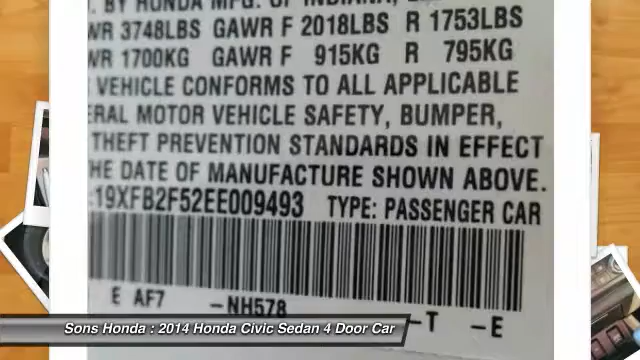 . BY HONDA MFG. OF INDIANA,
WR 3748LBS GAWR F 2018LBS R 1753LBS
WR 1700KG GAWR F 915KG R 795KG
VEHICLE CONFORMS TO ALL APPLICABLE
ERAL MOTOR VEHICLE SAFETY, BUMPER,
THEFT PREVENTION STANDARDS IN EFFECT
HE DATE OF MANUFACTURE SHOWN ABOVE.
:19XFB2F52EE009493 TYPE: PASSENGER CAR
E AF7 -NH578 -T -E
Sons Honda : 2014 Honda Civic Sedan 4 Door Car